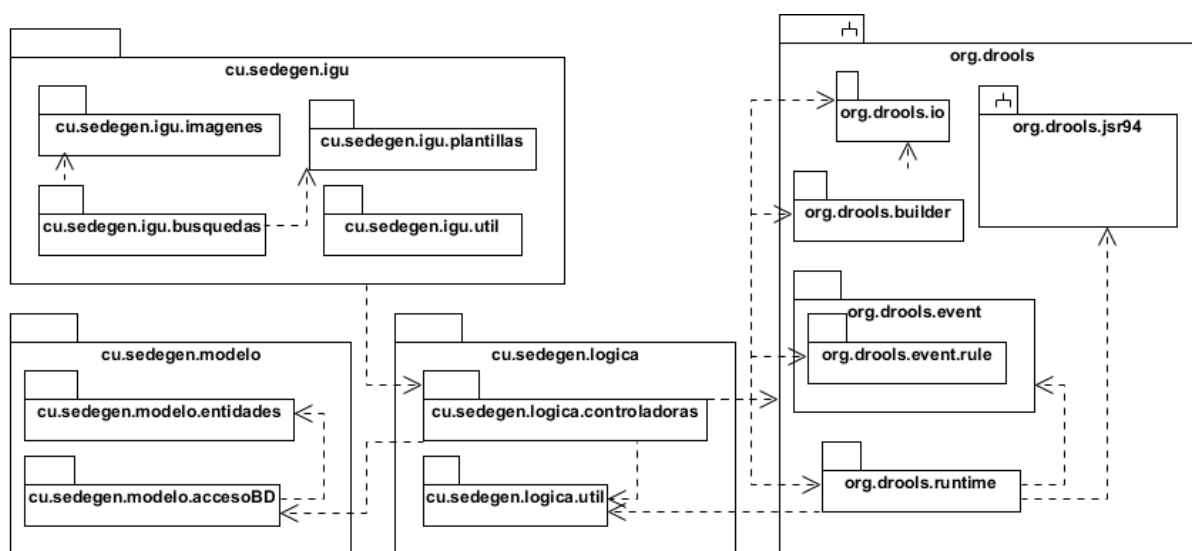 cu.sedegen.igu
cu.sedegen.igu.imagenes
cu.sedegen.igu.plantillas
cu.sedegen.igu.busquedas
cu.sedegen.igu.util
cu.sedegen.modelo
cu.sedegen.modelo.entidades
cu.sedegen.modelo.accesoBD
cu.sedegen.logica
cu.sedegen.logica.controladoras
cu.sedegen.logica.util
org.drools
org.drools.io
org.drools.jsr94
org.drools.builder
org.drools.event
org.drools.event.rule
org.drools.runtime